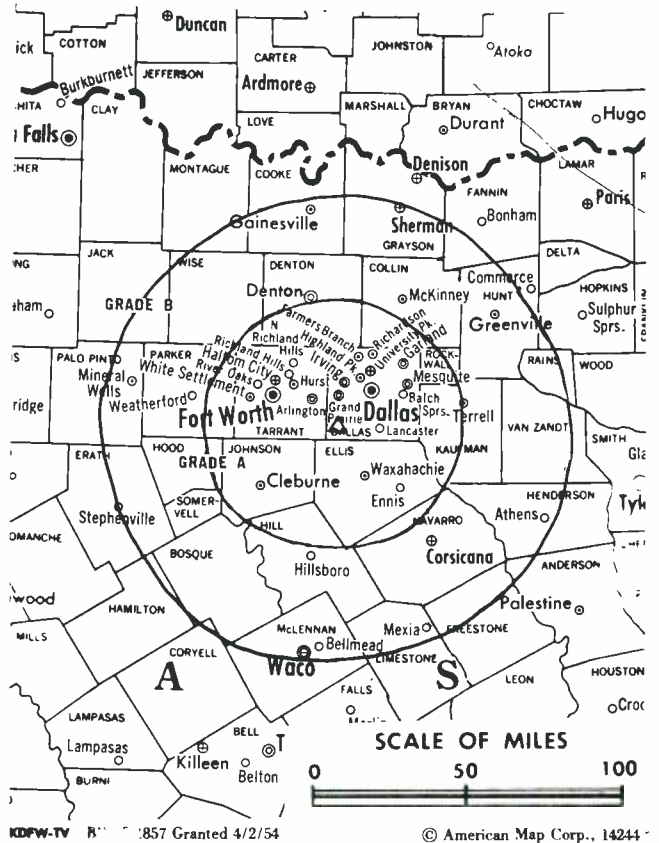 Duncan
ick
COTTON
JOHNSTON
Atoka
CARTER
JEFFERSON
Ardmore
Burkburnett
HITA
CLAY
MARSHALL
BRYAN
CHOCTAW
Hugo
LOVE
Durant
Falls
CHER
MONTAGUE
COOKE
Denison
LAMAR
FANNIN
Paris
Gainesville
Sherman
Bonham
GRAYSON
JACK
WISE
DENTON
COLLIN
DELTA
NG
Commerce
HUNT
HOPKINS
Denton
McKinney
GRADE B
aham
Greenville
Sulphur
Sprs.
FRANKLIN
Farmers Branch
Richardson
N
Richland
Hills
Highland Pk.
University Pk.
Garland
Irving
Richland Hills
Haltom City
River Oaks
White Settlement
Hurst
ROCK-
WALL
RAINS
WOOD
PALO PINTO
PARKER
Mineral
Wells
Weatherford
Mesquite
Balch
Sprs.
Terrell
ridge
Fort Worth
Arlington
Grand
Prairie
Dallas
TARRANT
DALLAS
Lancaster
VAN ZANDT
SMITH
ERATH
HOOD
JOHNSON
ELLIS
KAUFMAN
GRADE A
Cleburne
Waxahachie
Ennis
SOMER-
VELL
HENDERSON
Athens
Stephenville
HILL
NAVARRO
OMANCHE
BOSQUE
Corsicana
Hillsboro
ANDERSON
wood
HAMILTON
Palestine
MILLS
McLENNAN
Mexia
FREESTONE
CORYELL
Bellmead
Waco
LIMESTONE
A
S
LEON
HOUSTON
FALLS
LAMPASAS
BELL
T
Lampasas
Killeen
Belton
SCALE OF MILES
0 50 100
KDFW-TV 857 Granted 4/2/54
© American Map Corp., 14244